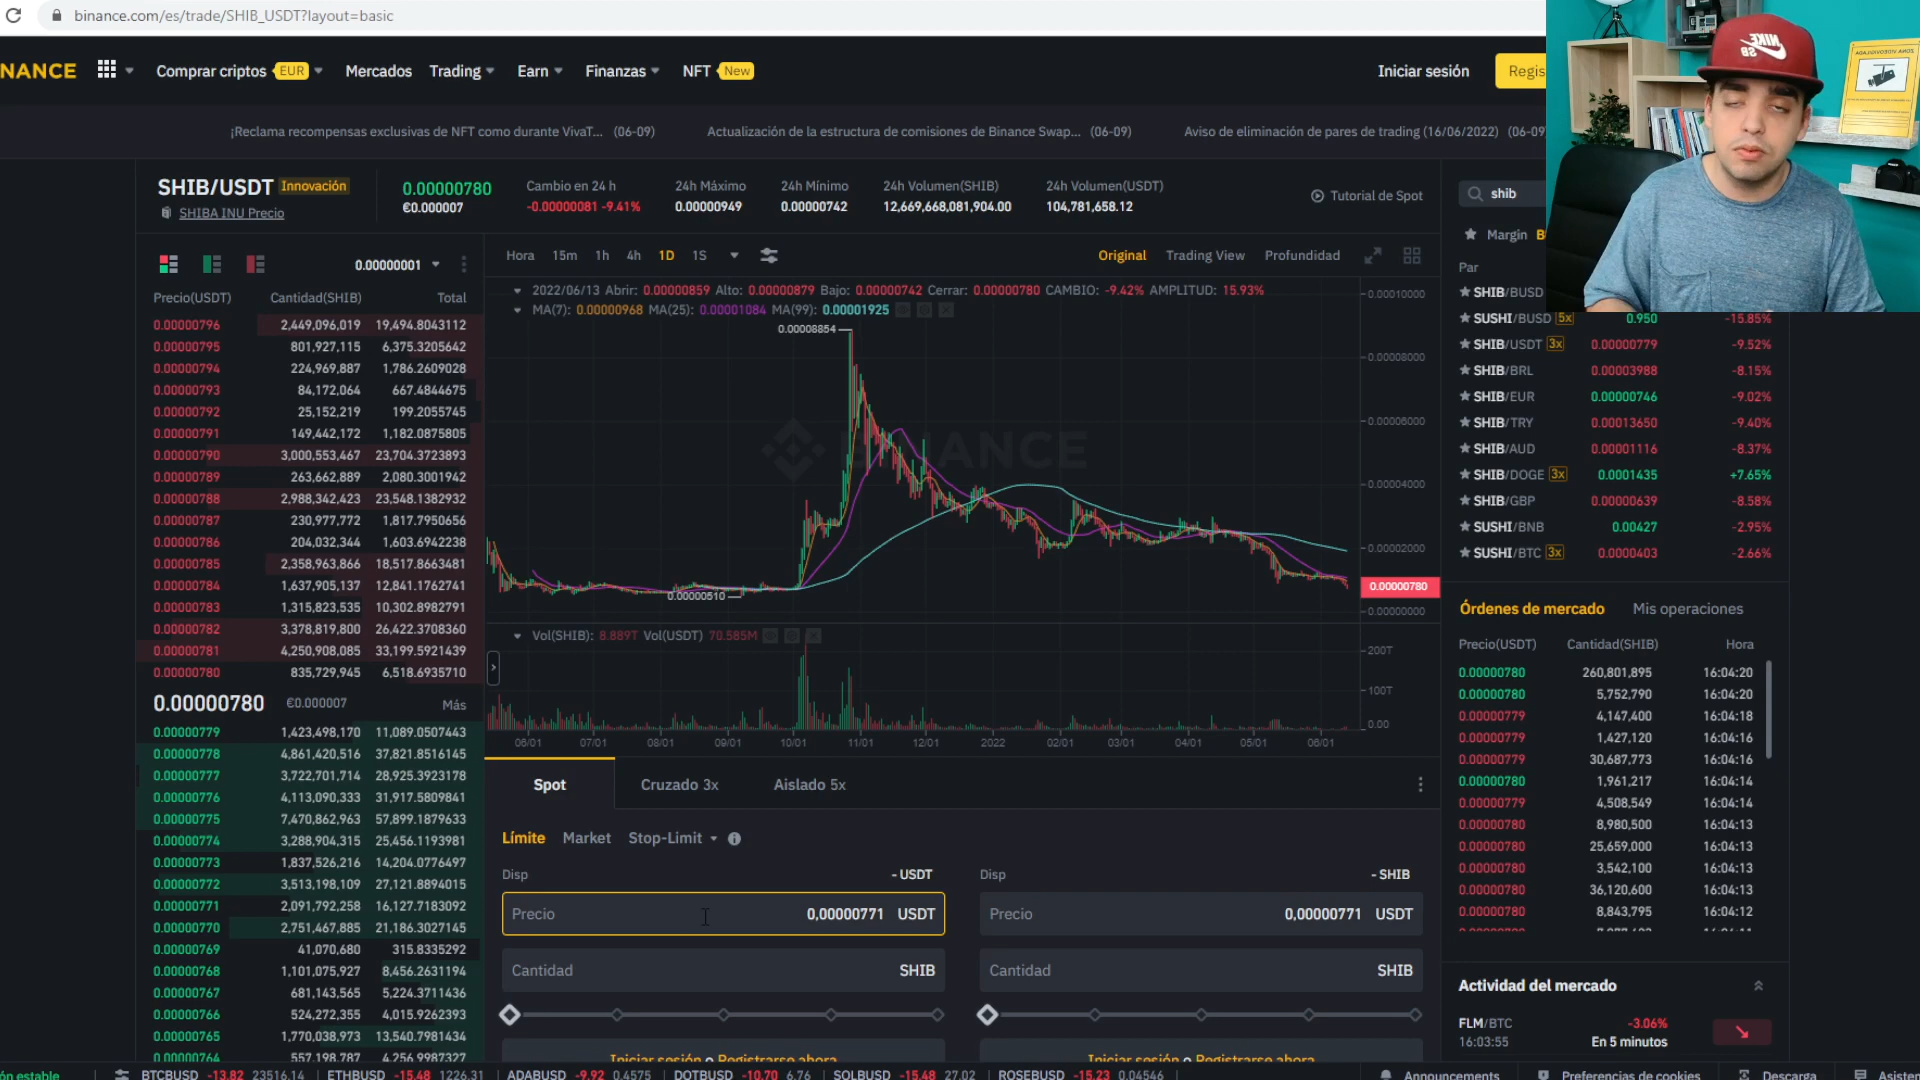 binance.com/es/trade/SHIB_USDT?layout=basic
NANCE Comprar criptos EUR Mercados Trading Earn Finanzas NFT New Iniciar sesión Regis
¡Reclama recompensas exclusivas de NFT como durante VivaT... (06-09) Actualización de la estructura de comisiones de Binance Swap... (06-09) Aviso de eliminación de pares de trading (16/06/2022) (06-09
SHIB/USDT Innovación
SHIBA INU Precio
0.00000780
€0.000007
Cambio en 24 h
-0.00000081 -9.41%
24h Máximo
0.00000949
24h Mínimo
0.00000742
24h Volumen(SHIB)
12,669,668,081,904.00
24h Volumen(USDT)
104,781,658.12
Tutorial de Spot
0.00000001
Precio(USDT) Cantidad(SHIB) Total
0.00000796 2,449,096,019 19,494.8043112
0.00000795 801,927,115 6,375.3205642
0.00000794 224,969,887 1,786.2609028
0.00000793 84,172,064 667.4844675
0.00000792 25,152,219 199.2055745
0.00000791 149,442,172 1,182.0875805
0.00000790 3,000,553,467 23,704.3723893
0.00000789 263,662,889 2,080.3001942
0.00000788 2,988,342,423 23,548.1382932
0.00000787 230,977,772 1,817.7950656
0.00000786 204,032,344 1,603.6942238
0.00000785 2,358,963,866 18,517.8663481
0.00000784 1,637,905,137 12,841.1762741
0.00000783 1,315,823,535 10,302.8982791
0.00000782 3,378,819,800 26,422.3708360
0.00000781 4,250,908,085 33,199.5921439
0.00000780 835,729,945 6,518.6935710
0.00000780 €0.000007 Más
0.00000779 1,423,498,170 11,089.0507443
0.00000778 4,861,420,516 37,821.8516145
0.00000777 3,722,701,714 28,925.3923178
0.00000776 4,113,090,333 31,917.5809841
0.00000775 7,470,862,963 57,899.1879633
0.00000774 3,288,904,315 25,456.1193981
0.00000773 1,837,526,216 14,204.0776497
0.00000772 3,513,198,109 27,121.8894015
0.00000771 2,091,792,258 16,127.7183092
0.00000770 2,751,467,885 21,186.3027145
0.00000769 41,070,680 315.8335292
0.00000768 1,101,075,927 8,456.2631194
0.00000767 681,143,565 5,224.3711436
0.00000766 524,272,355 4,015.9262393
0.00000765 1,770,038,973 13,540.7981434
0.00000764 557,198,787 4,256.9987327
Hora 15m 1h 4h 1D 1S Original Trading View Profundidad
2022/06/13 Abrir: 0.00000859 Alto: 0.00000879 Bajo: 0.00000742 Cerrar: 0.00000780 CAMBIO: -9.42% AMPLITUD: 15.93%
MA(7): 0.00000968 MA(25): 0.00001084 MA(99): 0.00001925
0.00008854
0.00000510
BINANCE
0.00010000
0.00008000
0.00006000
0.00004000
0.00002000
0.00000780
0.00000000
Vol(SHIB): 8.889T Vol(USDT) 70.585M
200T
100T
0.00
06/01 07/01 08/01 09/01 10/01 11/01 12/01 2022 02/01 03/01 04/01 05/01 06/01
Spot Cruzado 3x Aislado 5x
Límite Market Stop-Limit
Disp - USDT
Precio 0,00000771 USDT
Cantidad SHIB
Iniciar sesión o Registrarse ahora
Disp - SHIB
Precio 0,00000771 USDT
Cantidad SHIB
Iniciar sesión o Registrarse ahora
shib
Margin B
Par
SHIB/BUSD
SUSHI/BUSD 5x 0.950 -15.85%
SHIB/USDT 3x 0.00000779 -9.52%
SHIB/BRL 0.00003988 -8.15%
SHIB/EUR 0.00000746 -9.02%
SHIB/TRY 0.00013650 -9.40%
SHIB/AUD 0.00001116 -8.37%
SHIB/DOGE 3x 0.0001435 +7.65%
SHIB/GBP 0.00000639 -8.58%
SUSHI/BNB 0.00427 -2.95%
SUSHI/BTC 3x 0.0000403 -2.66%
Órdenes de mercado Mis operaciones
Precio(USDT) Cantidad(SHIB) Hora
0.00000780 260,801,895 16:04:20
0.00000780 5,752,790 16:04:20
0.00000779 4,147,400 16:04:18
0.00000779 1,427,120 16:04:16
0.00000779 30,687,773 16:04:16
0.00000780 1,961,217 16:04:14
0.00000779 4,508,549 16:04:14
0.00000780 8,980,500 16:04:13
0.00000780 25,659,000 16:04:13
0.00000780 3,542,100 16:04:13
0.00000780 36,120,600 16:04:13
0.00000780 8,843,795 16:04:12
Actividad del mercado
FLM/BTC -3.06%
16:03:55 En 5 minutos
ón estable BTCBUSD -13.82 23516.14 ETHBUSD -15.48 1226.31 ADABUSD -9.92 0.4575 DOTBUSD -10.70 6.76 SOLBUSD -15.48 27.02 ROSEBUSD -15.23 0.04546 Announcements Preferencias de cookies Descarga Asisten
NIKE
SB